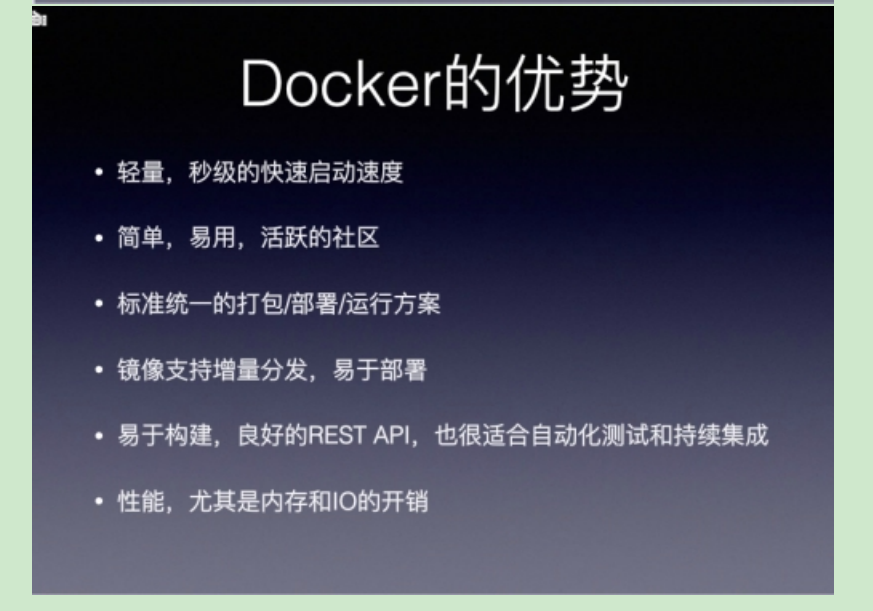 Docker的优势
• 轻量，秒级的快速启动速度
• 简单，易用，活跃的社区
• 标准统一的打包/部署/运行方案
• 镜像支持增量分发，易于部署
• 易于构建，良好的REST API，也很适合自动化测试和持续集成
• 性能，尤其是内存和IO的开销